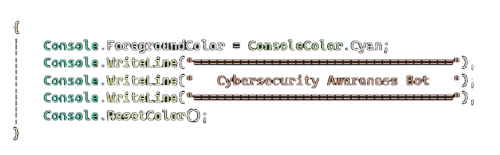 {
Console.ForegroundColor = ConsoleColor.Cyan;
Console.WriteLine("======================================");
Console.WriteLine("   Cybersecurity Awareness Bot   ");
Console.WriteLine("======================================");
Console.ResetColor();
}